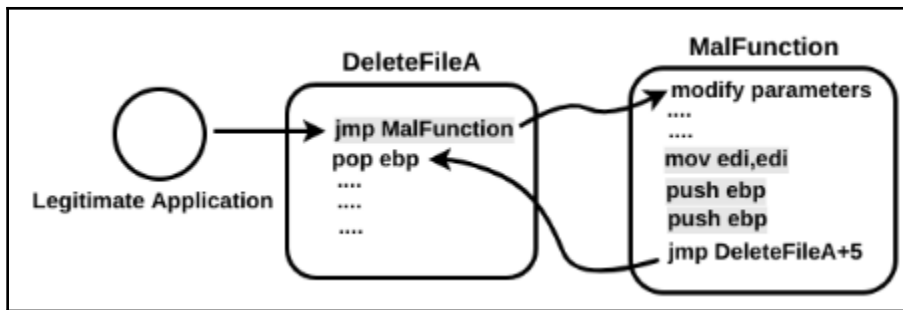 MalFunction
DeleteFileA
modify parameters
....
jmp MalFunction
....
pop ebp
mov edi,edi
....
push ebp
Legitimate Application
....
push ebp
....
jmp DeleteFileA+5